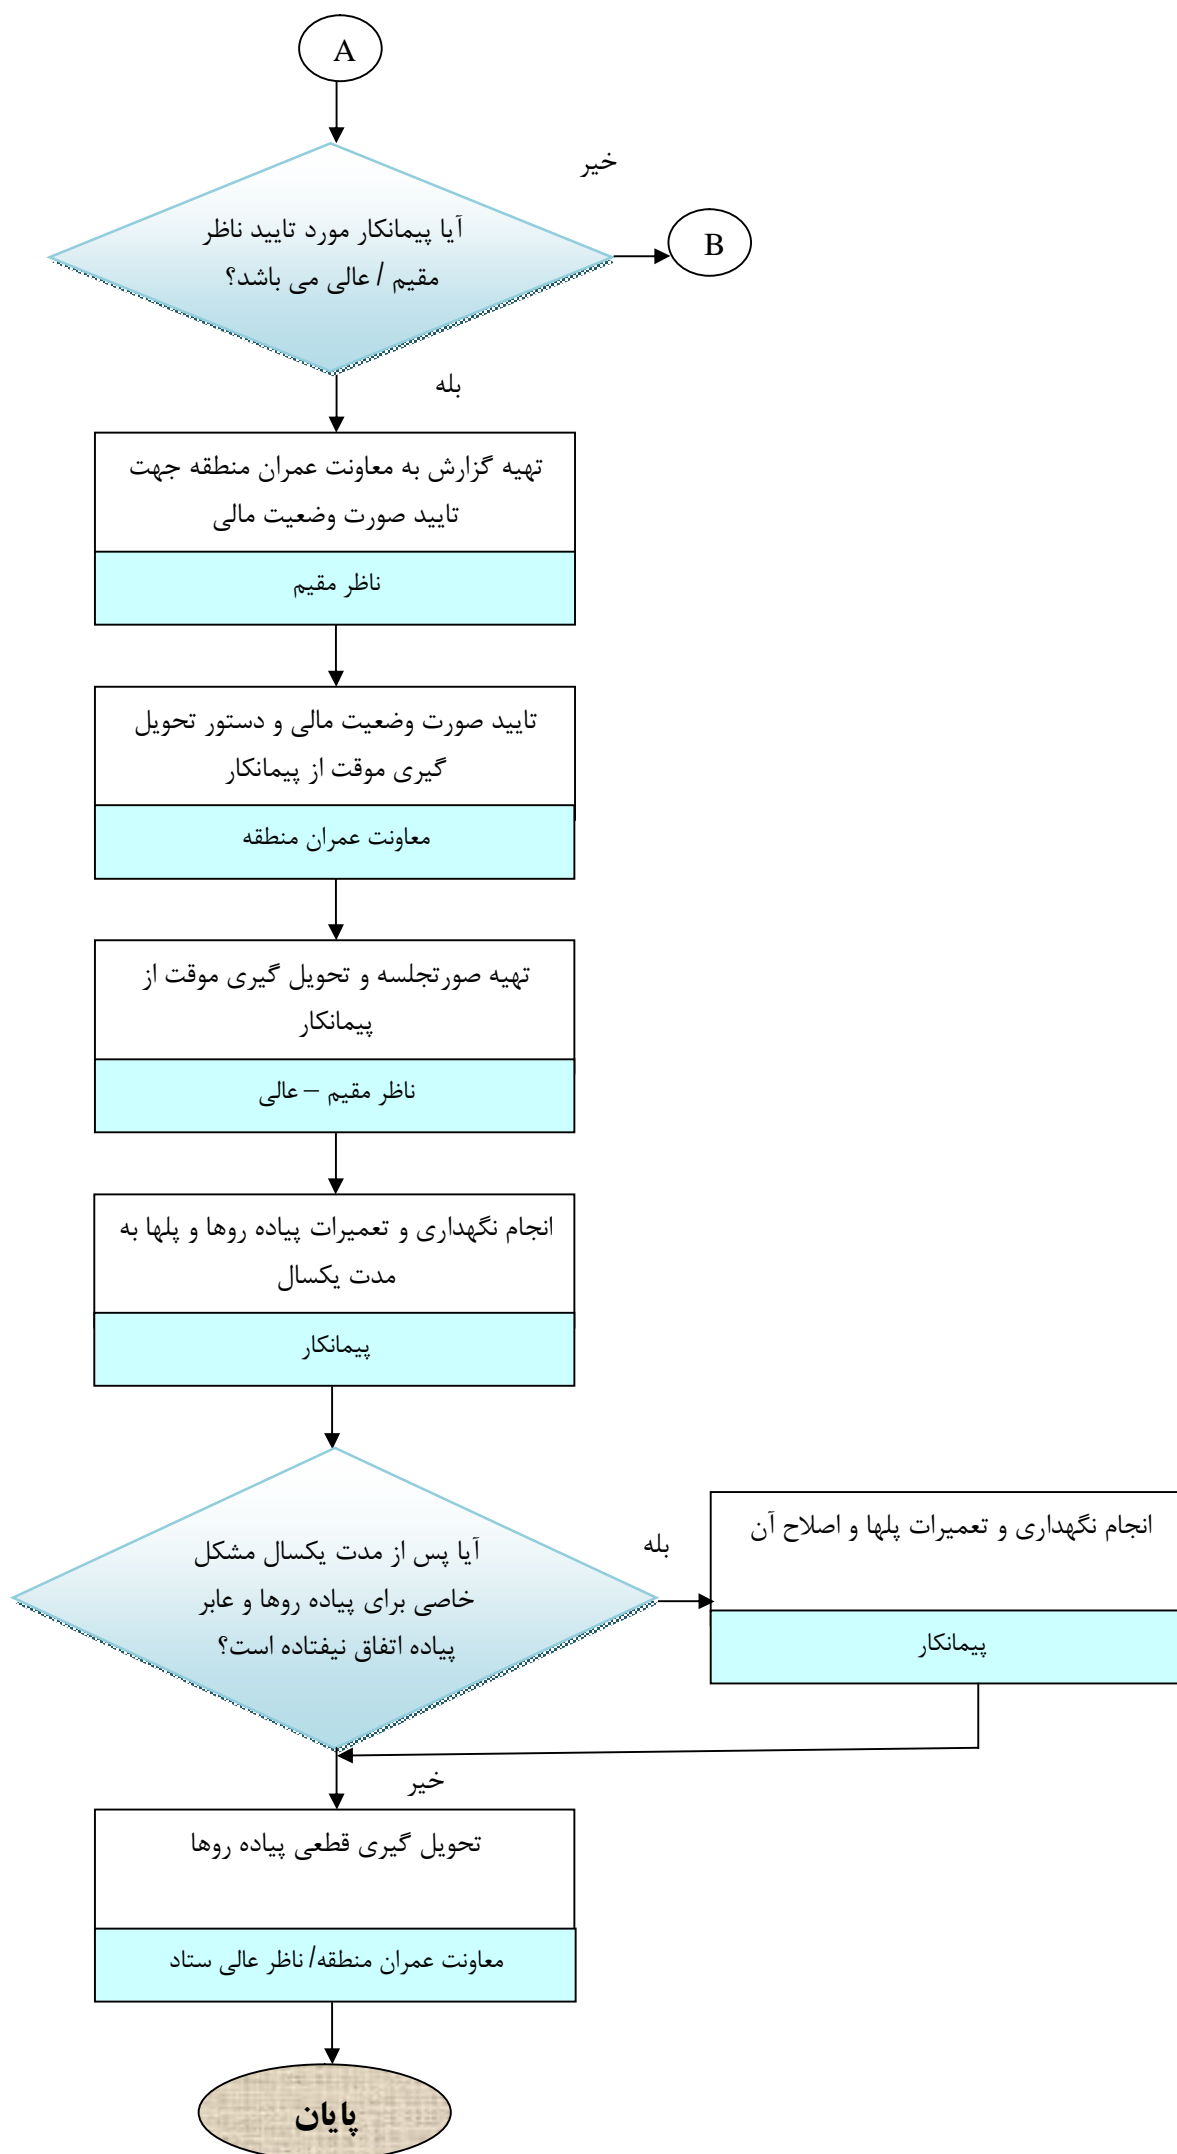 A
خیر
آیا پیمانکار مورد تایید ناظر
مقیم / عالی می باشد؟
B
بله
تهیه گزارش به معاونت عمران منطقه جهت
تایید صورت وضعیت مالی
ناظر مقیم
تایید صورت وضعیت مالی و دستور تحویل
گیری موقت از پیمانکار
معاونت عمران منطقه
تهیه صورتجلسه و تحویل گیری موقت از
پیمانکار
ناظر مقیم – عالی
انجام نگهداری و تعمیرات پیاده روها و پلها به
مدت یکسال
پیمانکار
آیا پس از مدت یکسال مشکل
خاصی برای پیاده روها و عابر
پیاده اتفاق نیفتاده است؟
بله
انجام نگهداری و تعمیرات پلها و اصلاح آن
پیمانکار
خیر
تحویل گیری قطعی پیاده روها
معاونت عمران منطقه/ ناظر عالی ستاد
پایان